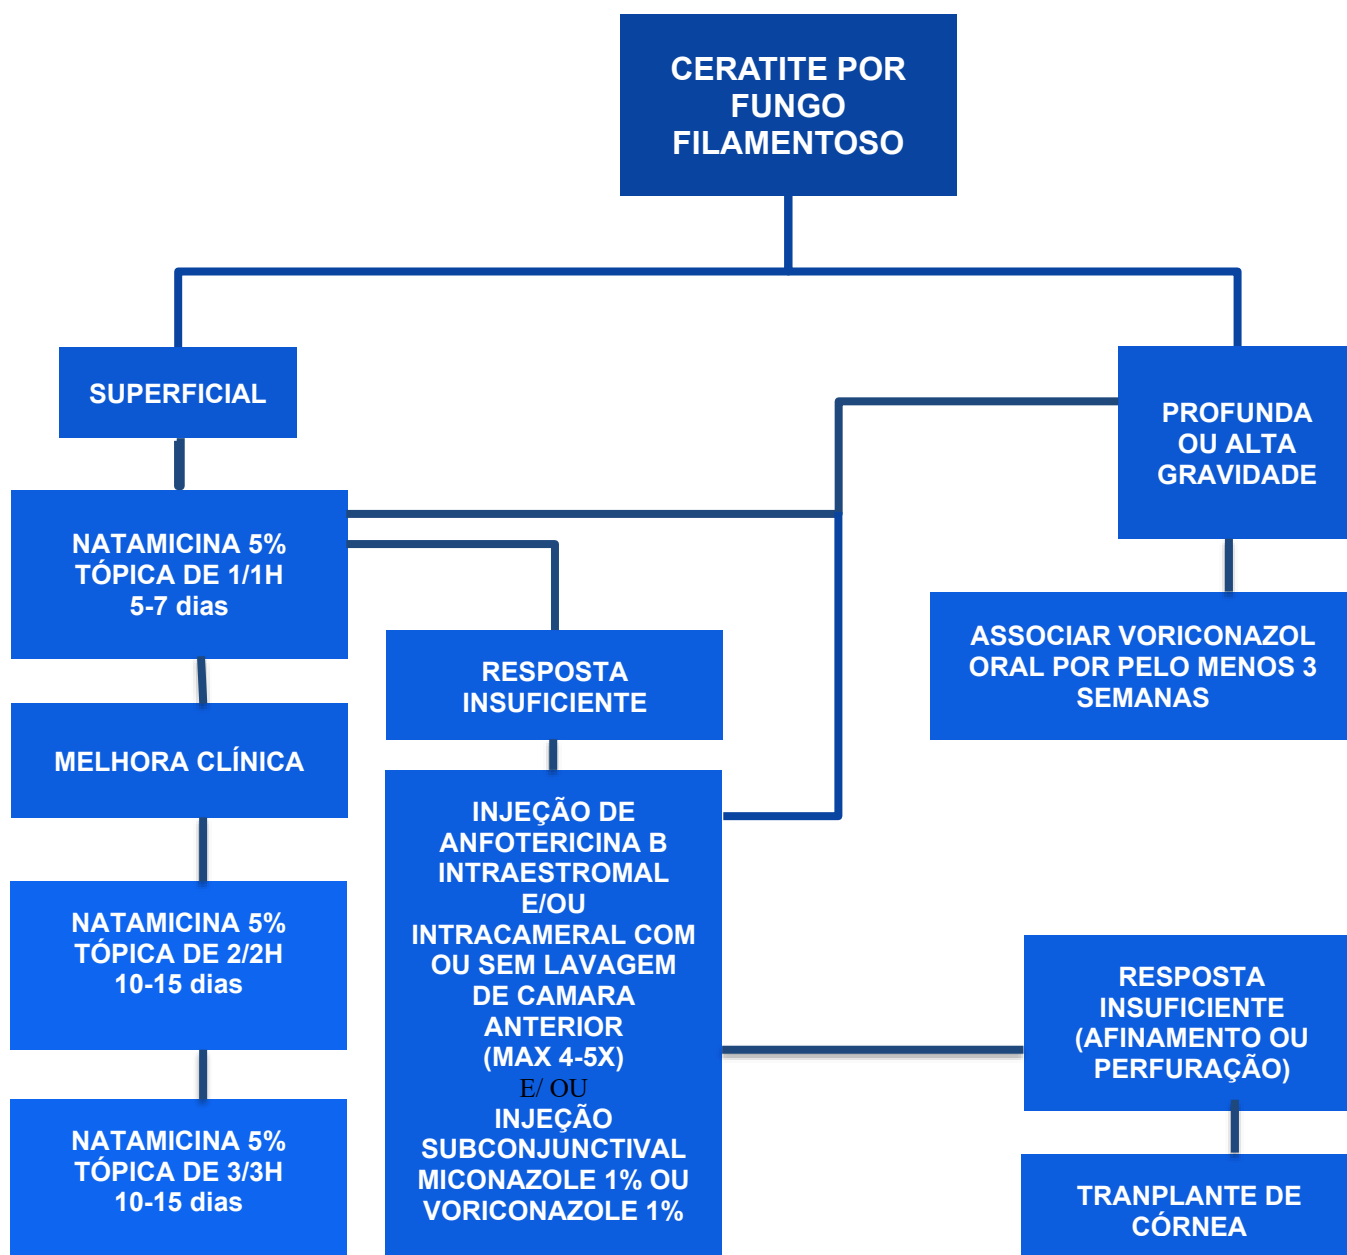 CERATITE POR
FUNGO
FILAMENTOSO
SUPERFICIAL
PROFUNDA
OU ALTA
GRAVIDADE
NATAMICINA 5%
TÓPICA DE 1/1H
5-7 dias
RESPOSTA
INSUFICIENTE
ASSOCIAR VORICONAZOL
ORAL POR PELO MENOS 3
SEMANAS
MELHORA CLÍNICA
INJEÇÃO DE
ANFOTERICINA B
INTRAESTROMAL
E/OU
INTRACAMERAL COM
OU SEM LAVAGEM
DE CAMARA
ANTERIOR
(MAX 4-5X)
E/ OU
INJEÇÃO
SUBCONJUNCTIVAL
MICONAZOLE 1% OU
VORICONAZOLE 1%
NATAMICINA 5%
TÓPICA DE 2/2H
10-15 dias
RESPOSTA
INSUFICIENTE
(AFINAMENTO OU
PERFURAÇÃO)
NATAMICINA 5%
TÓPICA DE 3/3H
10-15 dias
TRANPLANTE DE
CÓRNEA